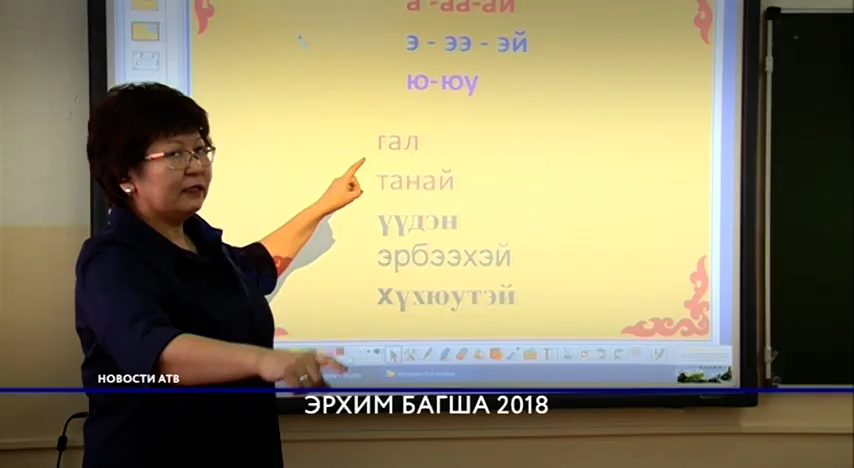 а -аа-ай
э - ээ - эй
ю-юу
гал
танай
үүдэн
эрбээхэй
хүхюутэй
НОВОСТИ АТВ
ЭРХИМ БАГША 2018